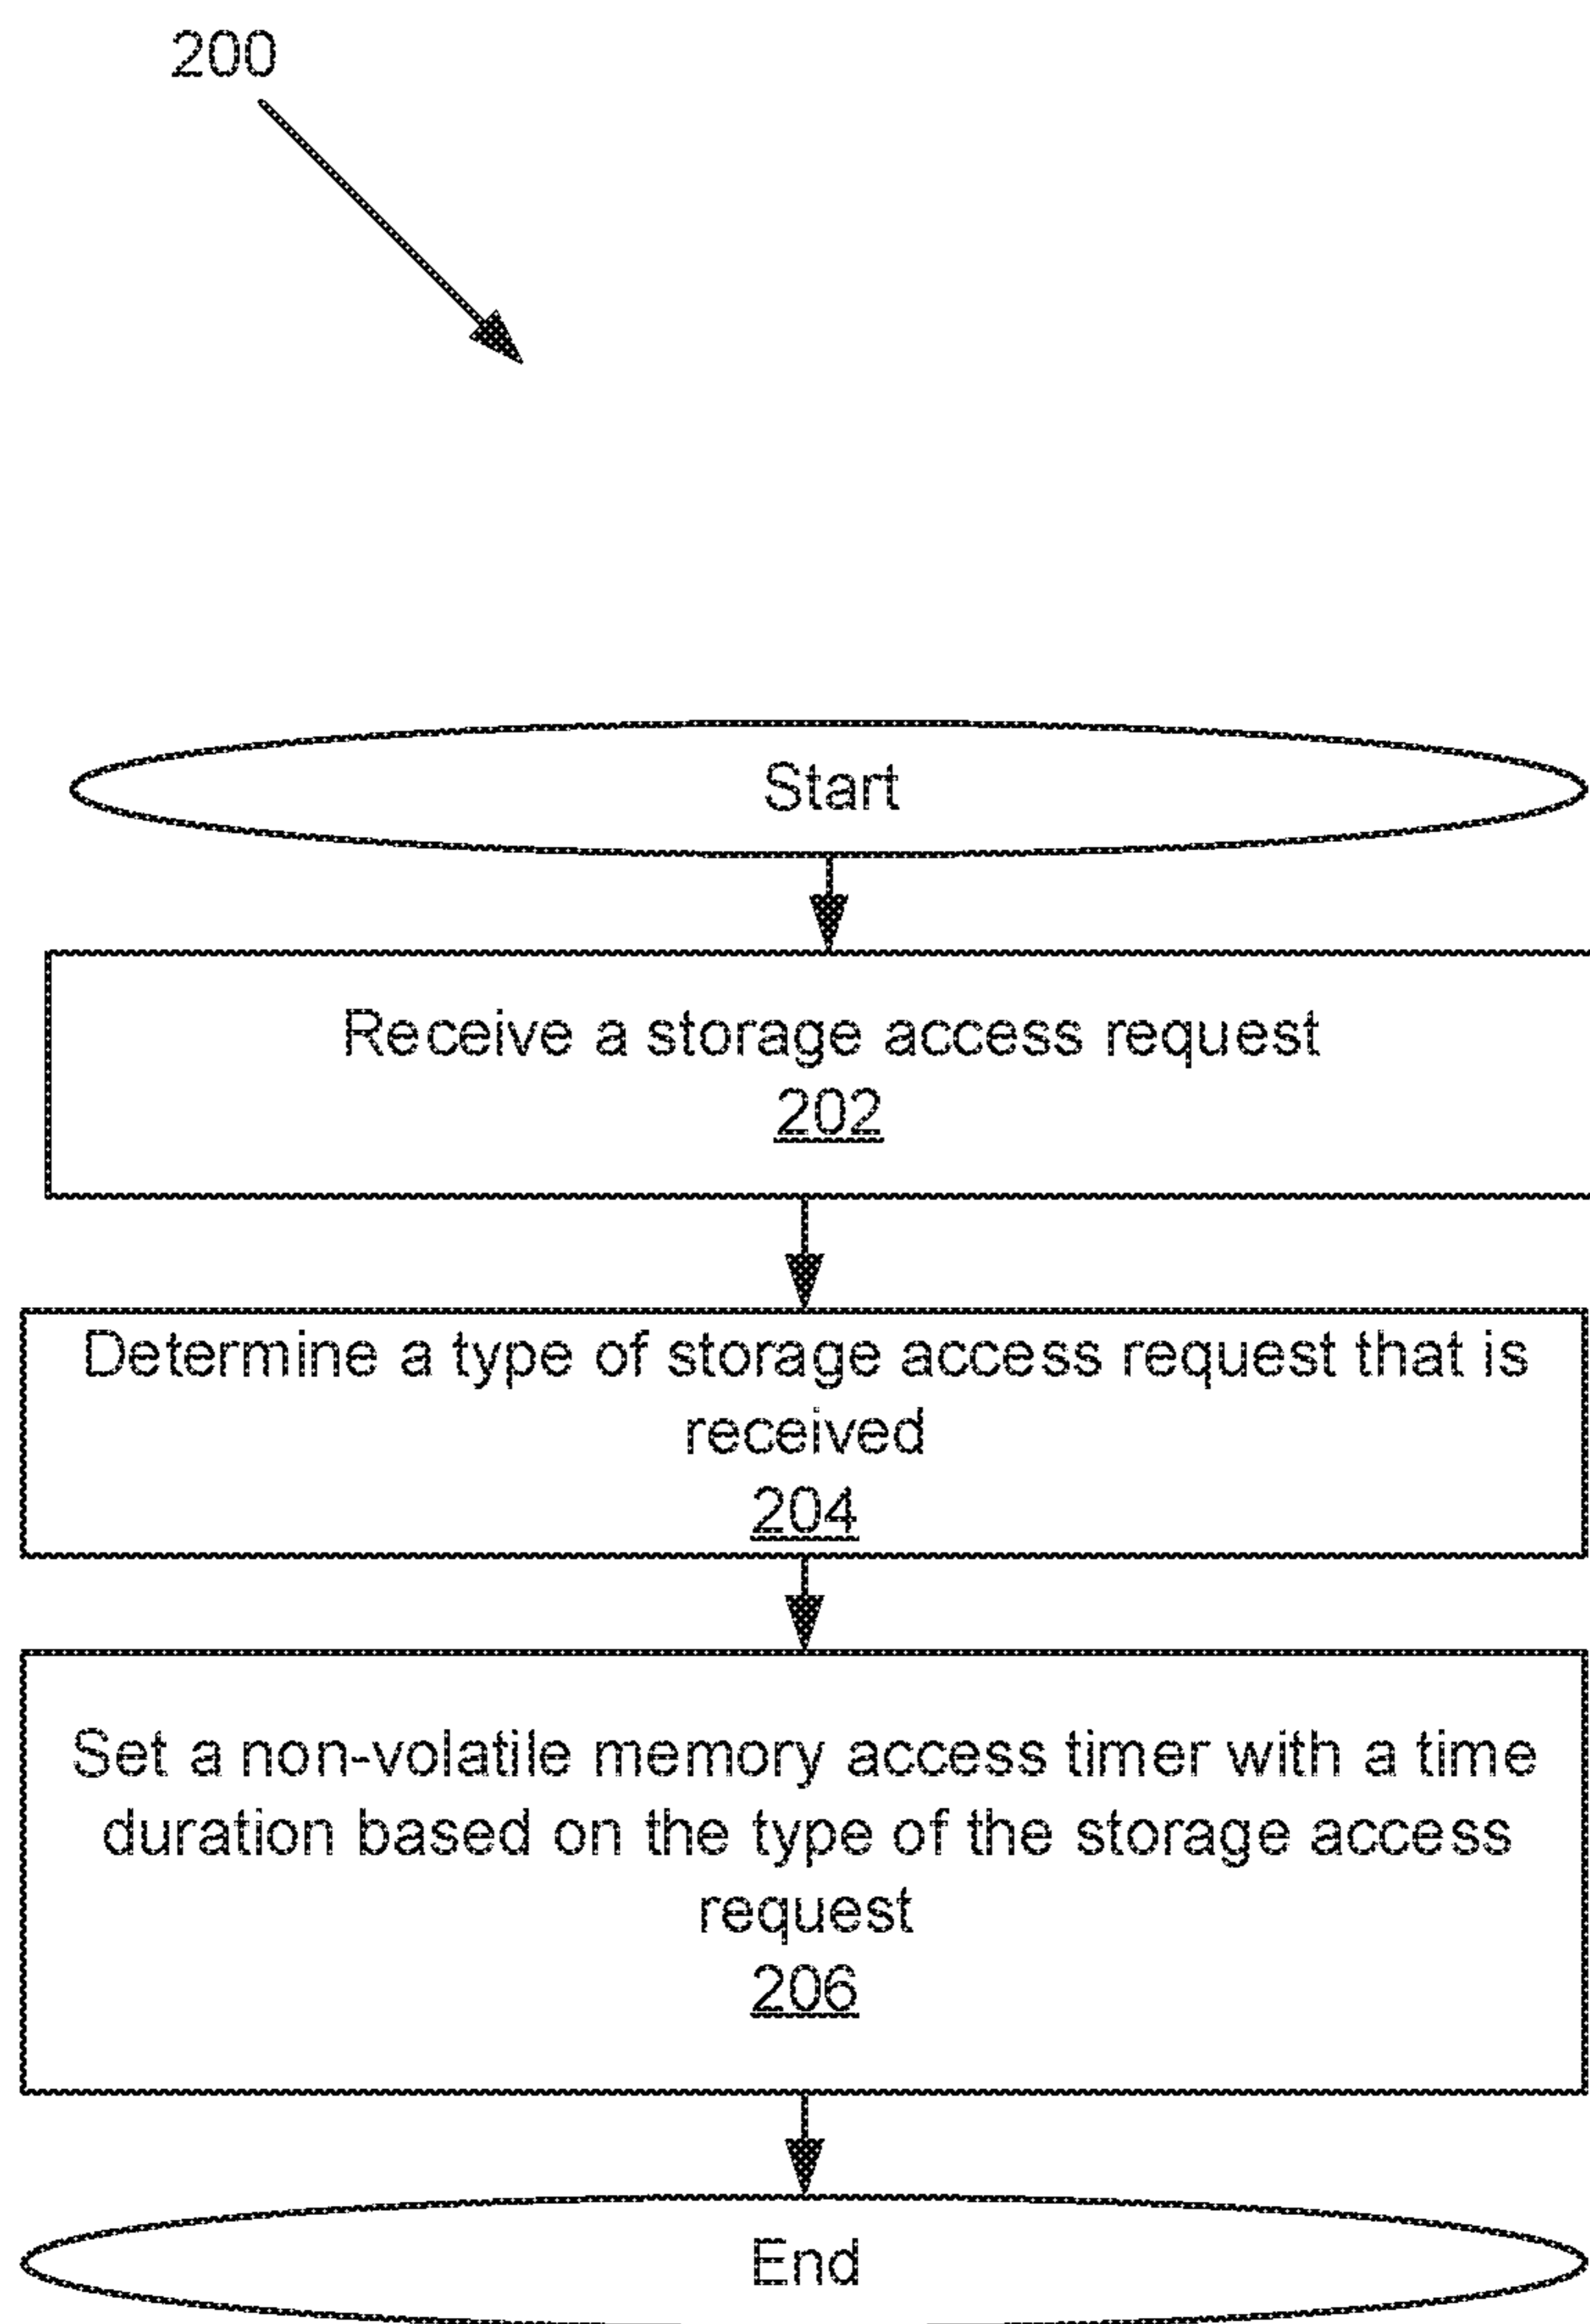 200
Start
Receive a storage access request
202
Determine a type of storage access request that is
received
204
Set a non-volatile memory access timer with a time
duration based on the type of the storage access
request
206
End